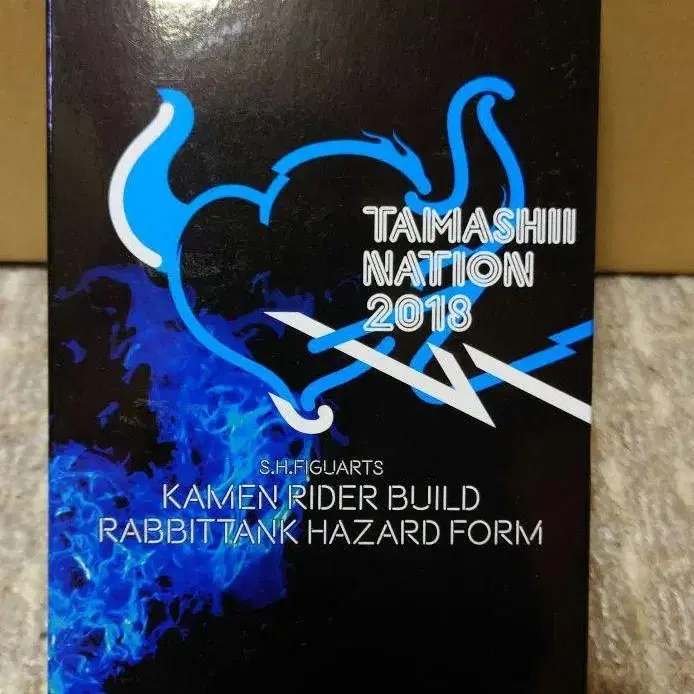 TAMASHII
NATION
2018
S.H.FIGUARTS
KAMEN RIDER BUILD
RABBITTANK HAZARD FORM